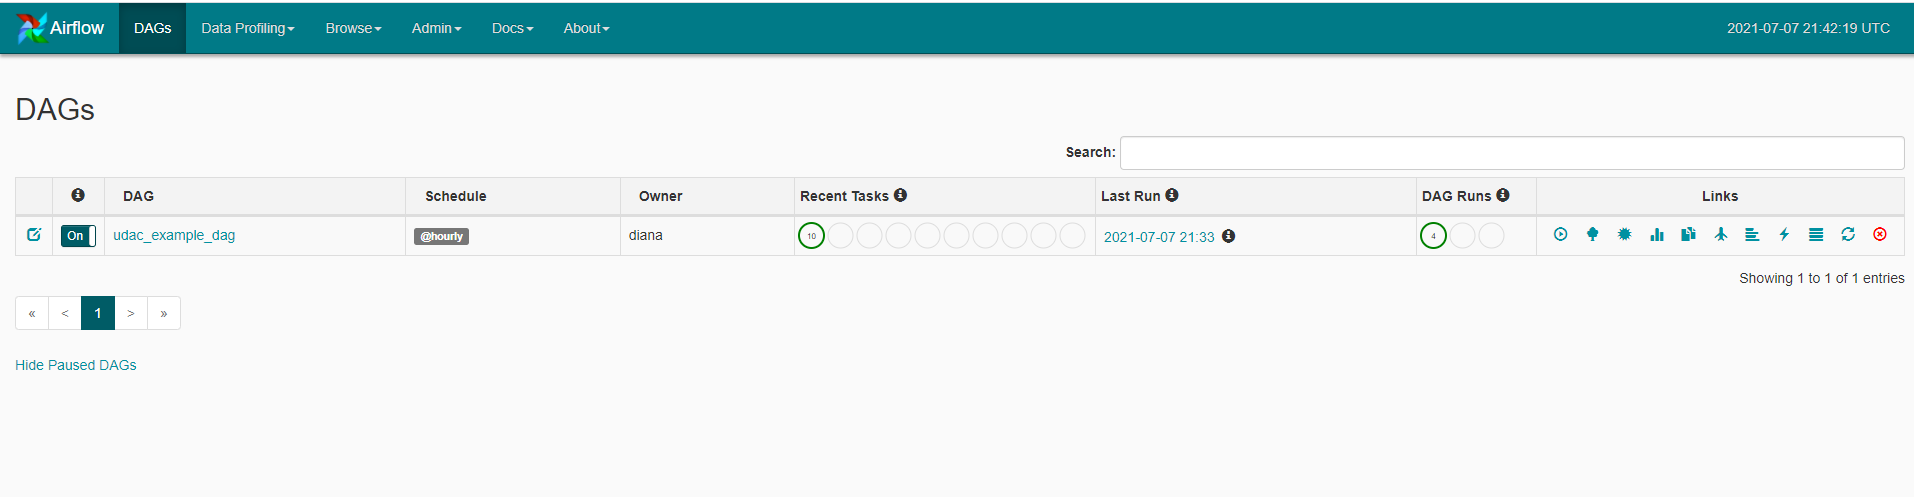 Airflow DAGs Data Profiling Browse Admin Docs About 2021-07-07 21:42:19 UTC
DAGs
Search:
DAG Schedule Owner Recent Tasks Last Run DAG Runs Links
On udac_example_dag @hourly diana 10 2021-07-07 21:33 4
Showing 1 to 1 of 1 entries
« < 1 > »
Hide Paused DAGs